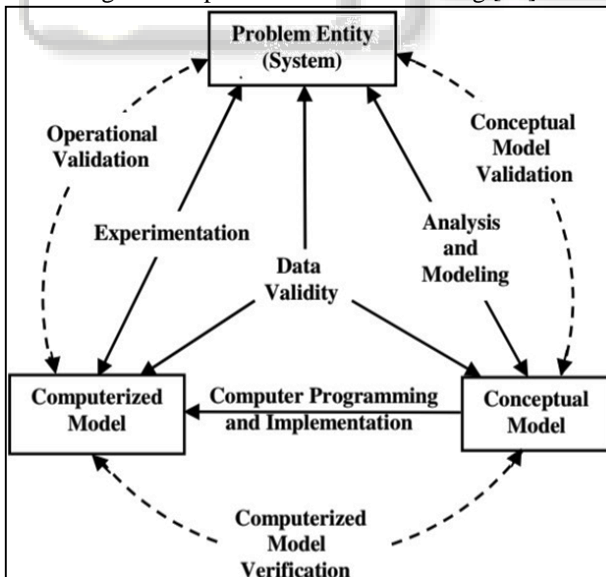 Problem Entity
(System)
Operational
Validation
Conceptual
Model
Validation
Experimentation
Analysis
and
Modeling
Data
Validity
Computerized
Model
Computer Programming
and Implementation
Conceptual
Model
Computerized
Model
Verification